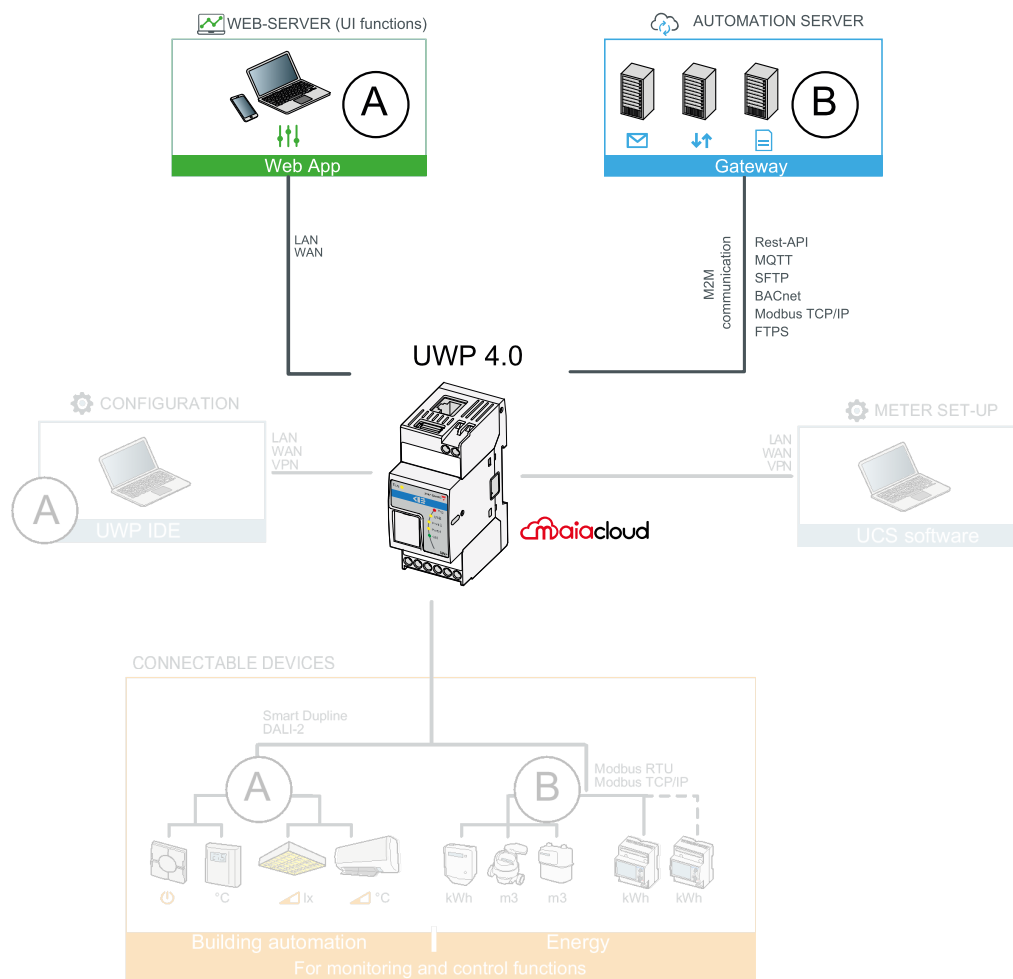 WEB-SERVER (UI functions)
AUTOMATION SERVER
A
B
Web App
Gateway
LAN
WAN
M2M
communication
Rest-API
MQTT
SFTP
BACnet
Modbus TCP/IP
FTPS
UWP 4.0
CONFIGURATION
METER SET-UP
LAN
WAN
VPN
LAN
WAN
VPN
A
UWP IDE
UCS software
maiacloud
CONNECTABLE DEVICES
Smart Dupline
DALI-2
A
B
Modbus RTU
Modbus TCP/IP
°C
lx
°C
kWh
m3
m3
kWh
kWh
Building automation
Energy
For monitoring and control functions